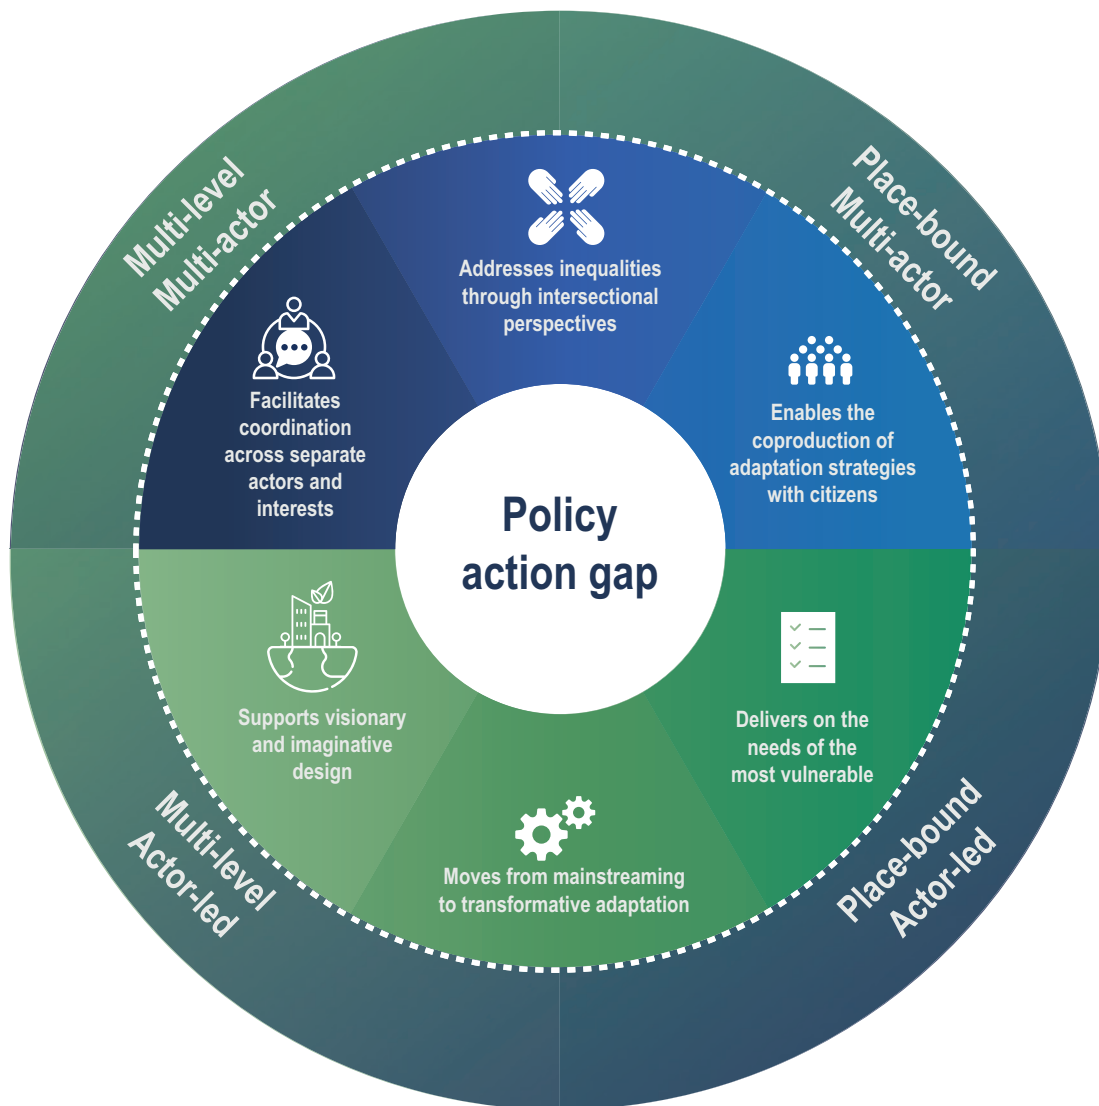 Multi-level
Multi-actor
Place-bound
Multi-actor
Addresses inequalities
through intersectional
perspectives
Facilitates
coordination
across separate
actors and
interests
Enables the
coproduction of
adaptation strategies
with citizens
Policy
action gap
Supports visionary
and imaginative
design
Delivers on the
needs of the
most vulnerable
Moves from mainstreaming
to transformative adaptation
Multi-level
Actor-led
Place-bound
Actor-led